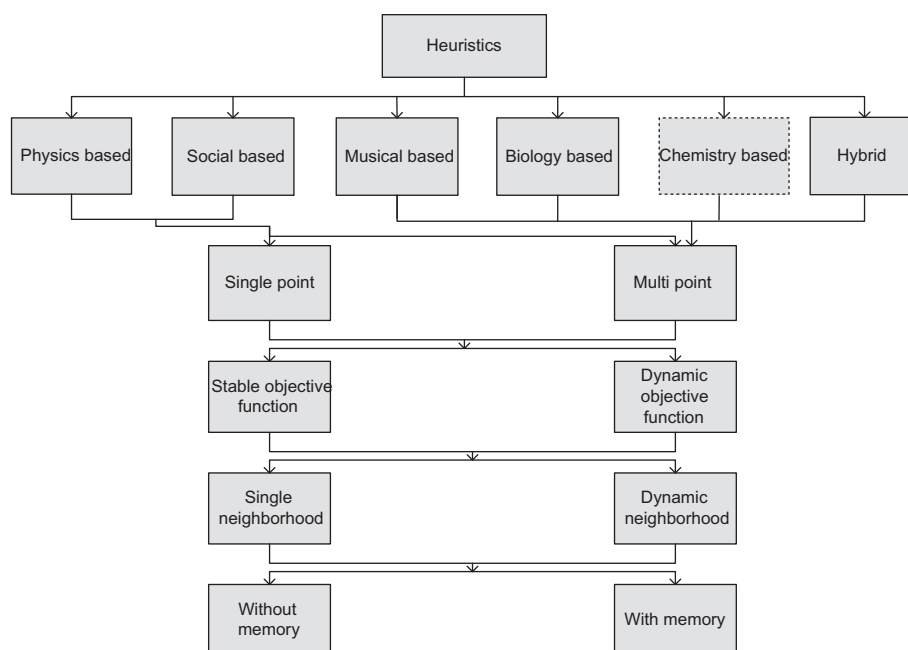 Heuristics
Physics based
Social based
Musical based
Biology based
Chemistry based
Hybrid
Single point
Multi point
Stable objective
function
Dynamic
objective
function
Single
neighborhood
Dynamic
neighborhood
Without
memory
With memory